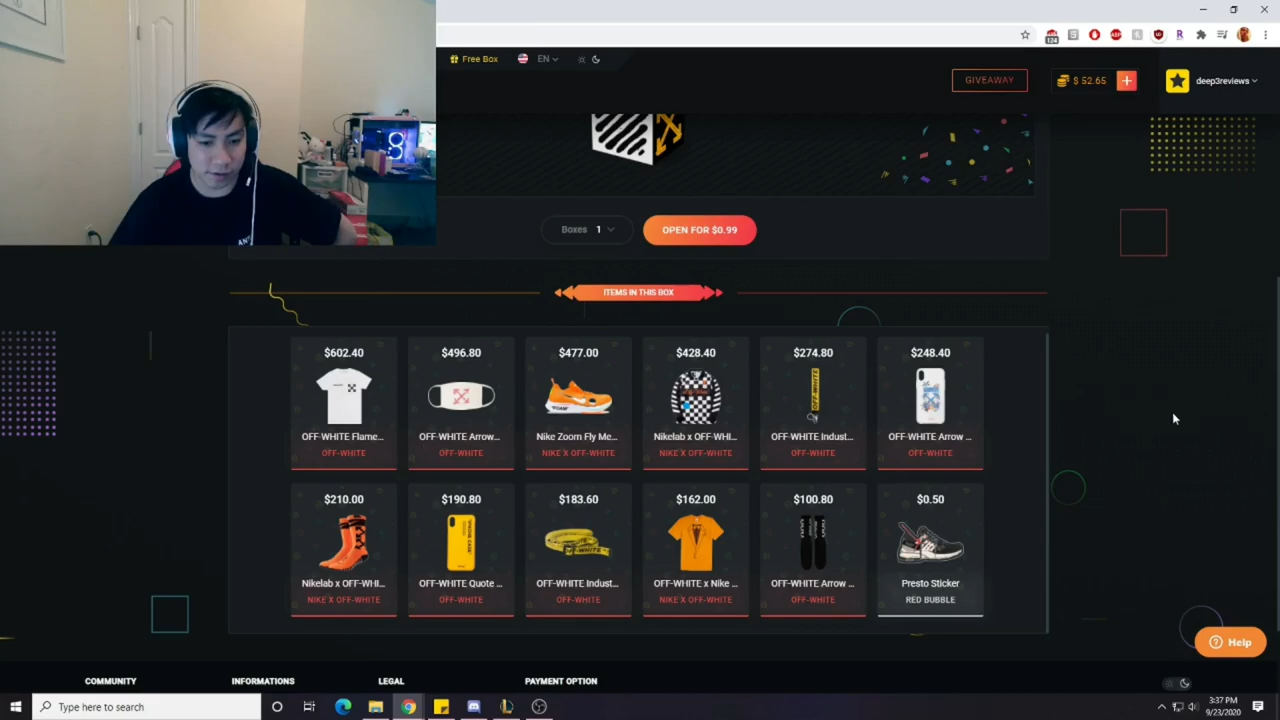 Free Box
EN
GIVEAWAY
$ 52.65
deep3reviews
124
ABP
Boxes 1
OPEN FOR $0.99
ITEMS IN THIS BOX
$602.40
OFF-WHITE Flame...
OFF-WHITE
$496.80
OFF-WHITE Arrow...
OFF-WHITE
$477.00
Nike Zoom Fly Me...
NIKE X OFF-WHITE
$428.40
Nikelab x OFF-WHI...
NIKE X OFF-WHITE
$274.80
OFF-WHITE Indust...
OFF-WHITE
$248.40
OFF-WHITE Arrow ...
OFF-WHITE
$210.00
Nikelab x OFF-WHI...
NIKE X OFF-WHITE
$190.80
OFF-WHITE Quote ...
OFF-WHITE
$183.60
OFF-WHITE Indust...
OFF-WHITE
$162.00
OFF-WHITE x Nike ...
NIKE X OFF-WHITE
$100.80
OFF-WHITE Arrow ...
OFF-WHITE
$0.50
Presto Sticker
RED BUBBLE
Help
COMMUNITY
INFORMATIONS
LEGAL
PAYMENT OPTION
Type here to search
3:37 PM
9/23/2020